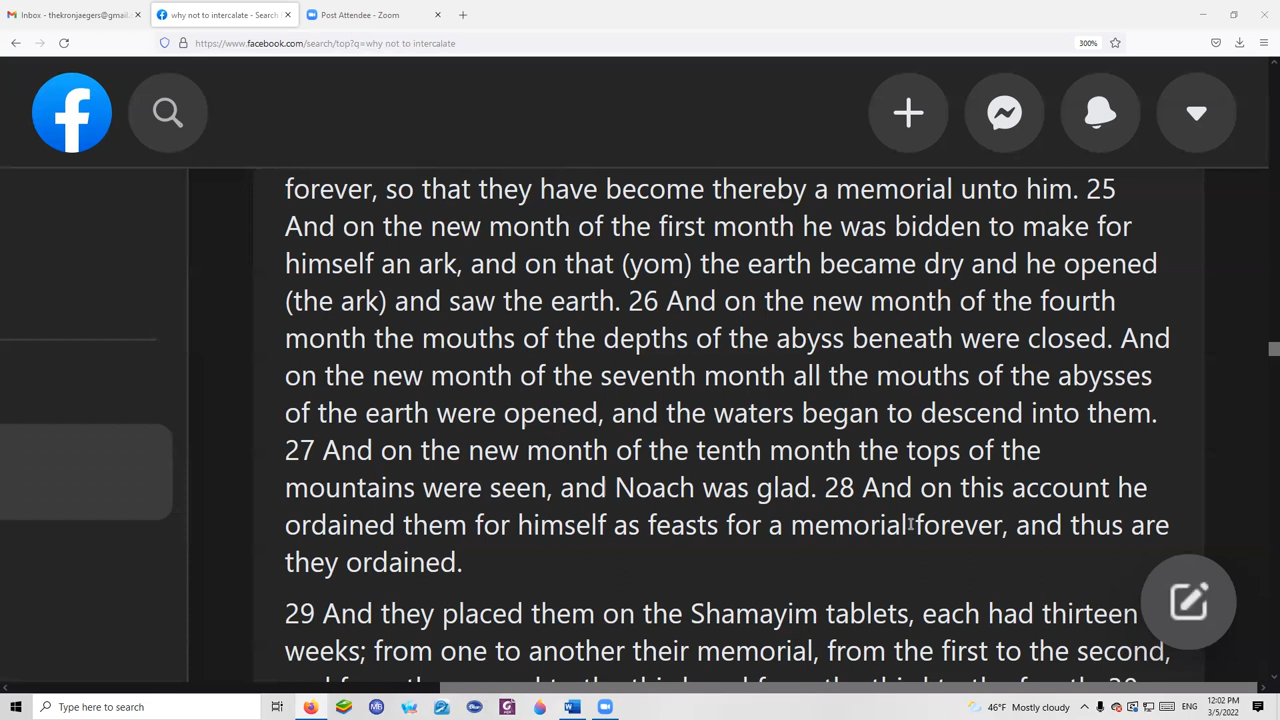 Inbox - thekronjaegers@gmail.
why not to intercalate - Search
Post Attendee - Zoom
https://www.facebook.com/search/top?q=why not to intercalate
300%
forever, so that they have become thereby a memorial unto him. 25
And on the new month of the first month he was bidden to make for
himself an ark, and on that (yom) the earth became dry and he opened
(the ark) and saw the earth. 26 And on the new month of the fourth
month the mouths of the depths of the abyss beneath were closed. And
on the new month of the seventh month all the mouths of the abysses
of the earth were opened, and the waters began to descend into them.
27 And on the new month of the tenth month the tops of the
mountains were seen, and Noach was glad. 28 And on this account he
ordained them for himself as feasts for a memorial forever, and thus are
they ordained.
29 And they placed them on the Shamayim tablets, each had thirteen
weeks; from one to another their memorial, from the first to the second,
Type here to search
46°F Mostly cloudy
12:02 PM
3/5/2022